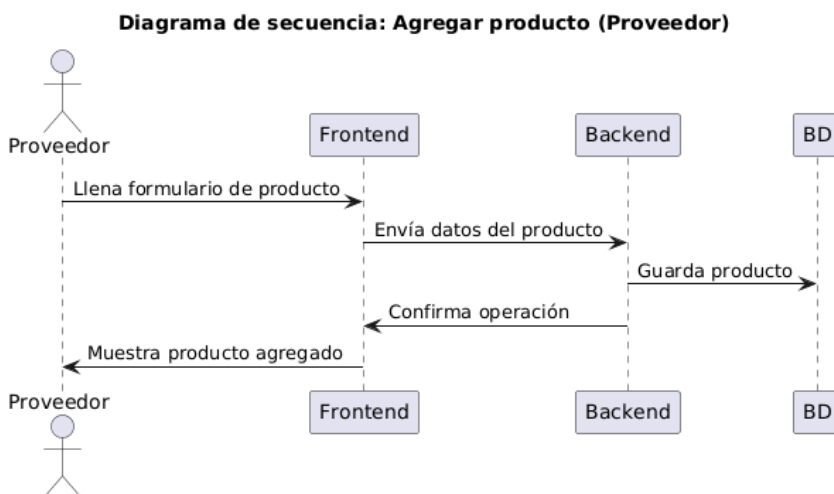 Diagrama de secuencia: Agregar producto (Proveedor)
Proveedor
Frontend
Backend
BD
Llena formulario de producto
Envía datos del producto
Guarda producto
Confirma operación
Muestra producto agregado
Proveedor
Frontend
Backend
BD